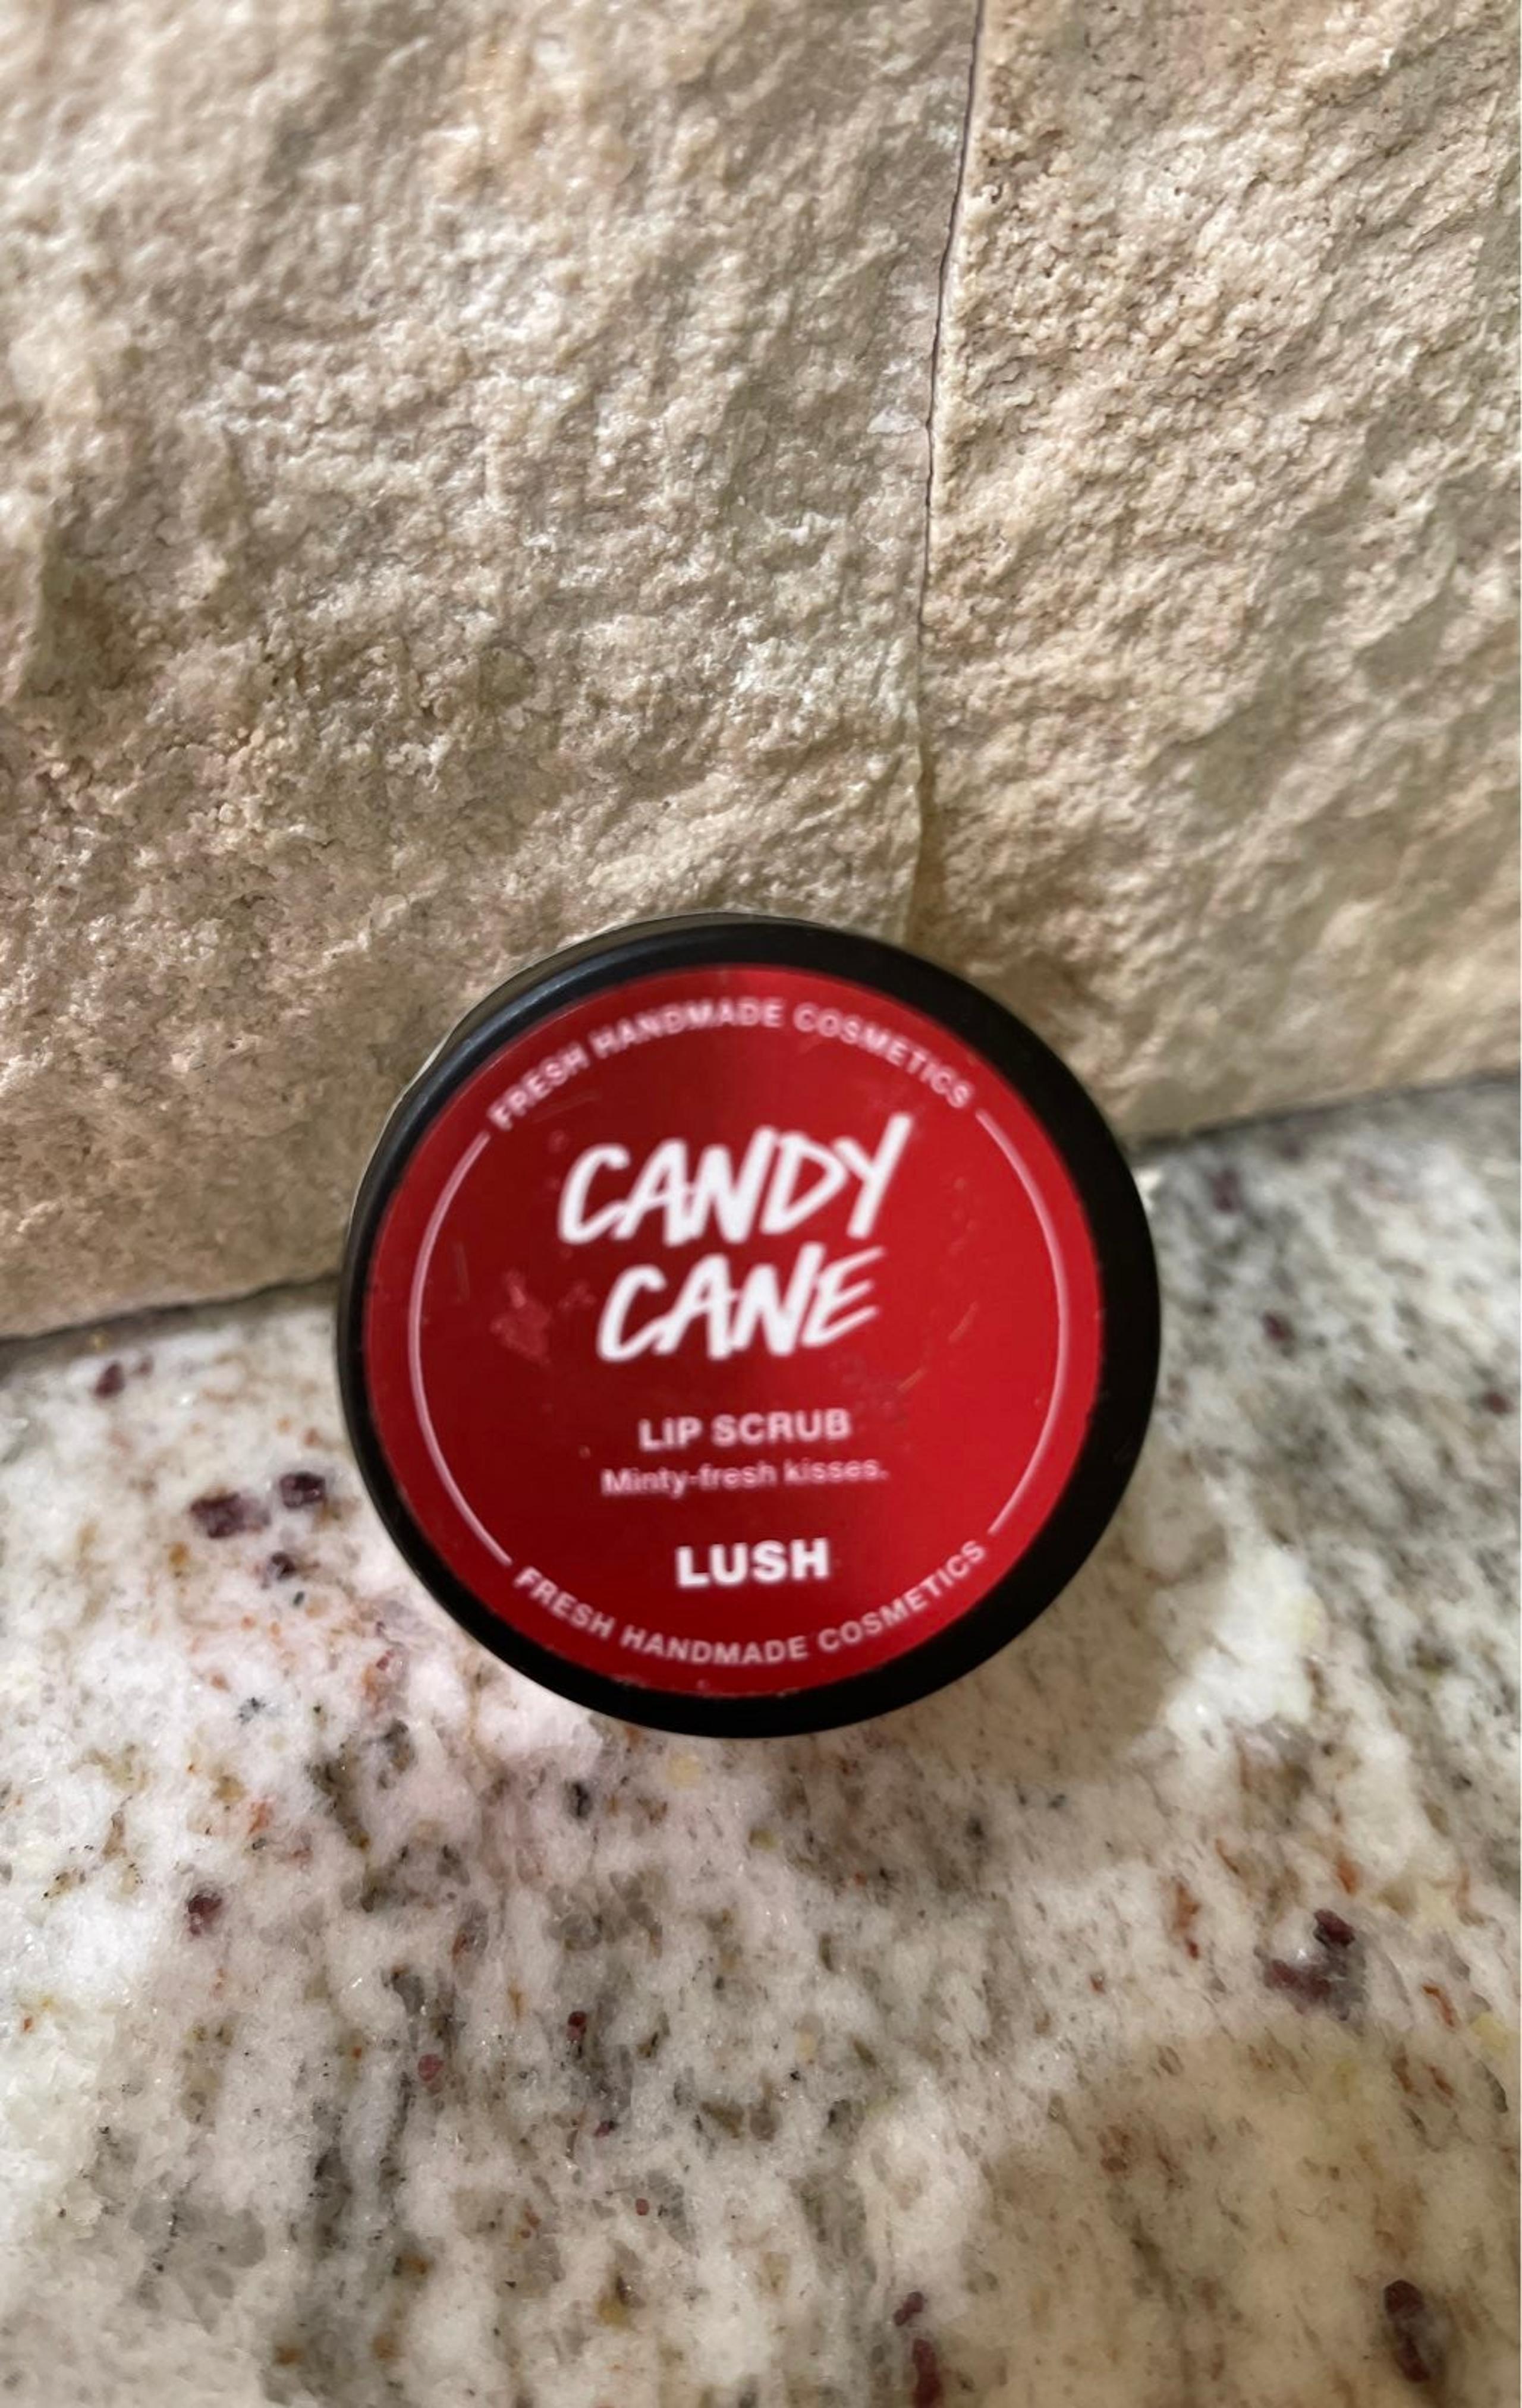 FRESH HANDMADE COSMETICS
CANDY
CANE
LIP SCRUB
Minty-fresh kisses.
LUSH
FRESH HANDMADE COSMETICS